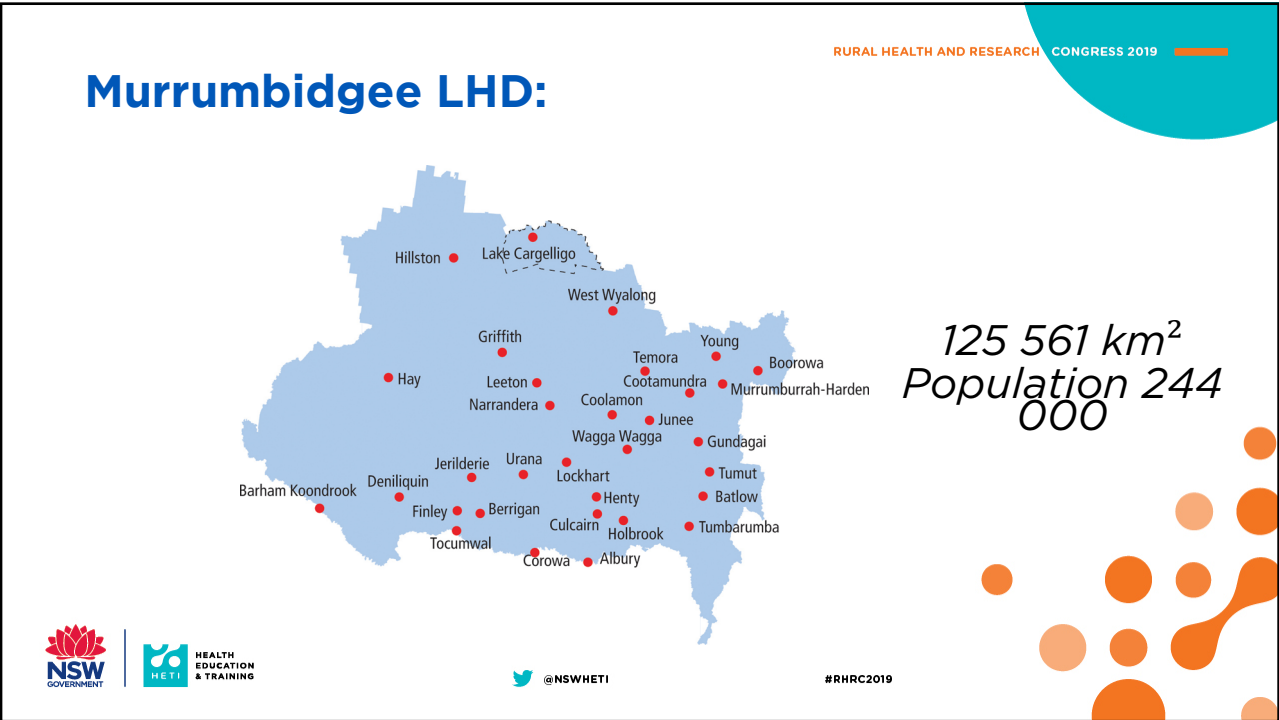 RURAL HEALTH AND RESEARCH CONGRESS 2019
Murrumbidgee LHD:
Lake Cargelligo
Hillston
West Wyalong
Griffith
Young
Temora
Boorowa
Hay
Leeton
Cootamundra
Murrumburrah-Harden
Narrandera
Coolamon
Junee
Wagga Wagga
Gundagai
Jerilderie
Urana
Lockhart
Tumut
Deniliquin
Barham Koondrook
Henty
Batlow
Finley
Berrigan
Culcairn
Holbrook
Tumbarumba
Tocumwal
Corowa
Albury
125 561 km²
Population 244
000
NSW
GOVERNMENT
HETI
HEALTH
EDUCATION
& TRAINING
@NSWHETI
#RHRC2019